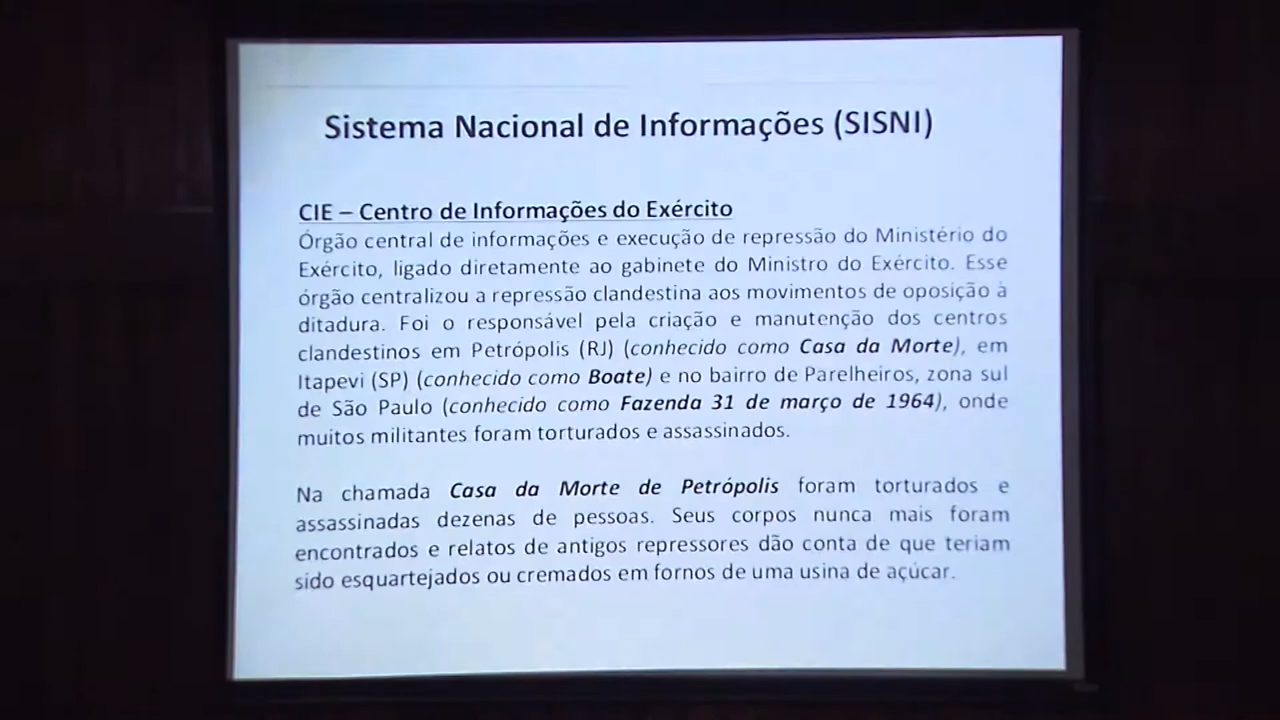 Sistema Nacional de Informações (SISNI)
CIE – Centro de Informações do Exército
Órgão central de informações e execução de repressão do Ministério do
Exército, ligado diretamente ao gabinete do Ministro do Exército. Esse
órgão centralizou a repressão clandestina aos movimentos de oposição à
ditadura. Foi o responsável pela criação e manutenção dos centros
clandestinos em Petrópolis (RJ) (conhecido como Casa da Morte), em
Itapevi (SP) (conhecido como Boate) e no bairro de Parelheiros, zona sul
de São Paulo (conhecido como Fazenda 31 de março de 1964), onde
muitos militantes foram torturados e assassinados.
Na chamada Casa da Morte de Petrópolis foram torturados e
assassinadas dezenas de pessoas. Seus corpos nunca mais foram
encontrados e relatos de antigos repressores dão conta de que teriam
sido esquartejados ou cremados em fornos de uma usina de açúcar.